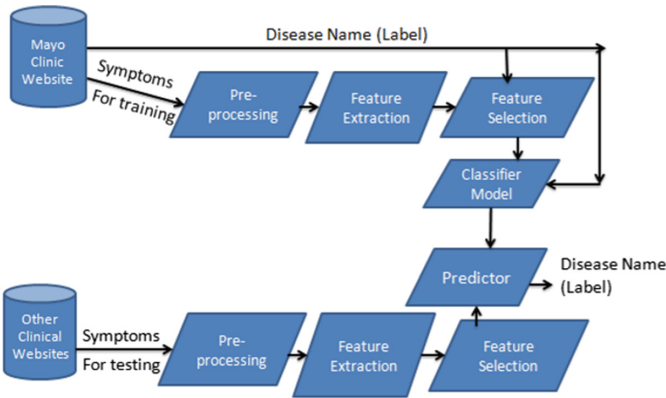 Mayo
Clinic
Website
Disease Name (Label)
Symptoms
For training
Pre-
processing
Feature
Extraction
Feature
Selection
Classifier
Model
Predictor
Disease Name
(Label)
Other
Clinical
Websites
Symptoms
For testing
Pre-
processing
Feature
Extraction
Feature
Selection